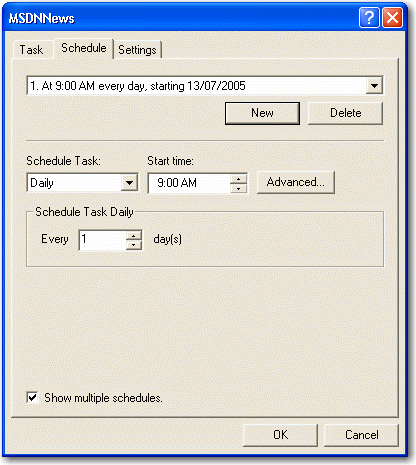 MSDNNews
Task Schedule Settings
1. At 9:00 AM every day, starting 13/07/2005
New Delete
Schedule Task: Start time:
Daily 9:00 AM Advanced...
Schedule Task Daily
Every 1 day(s)
Show multiple schedules.
OK Cancel